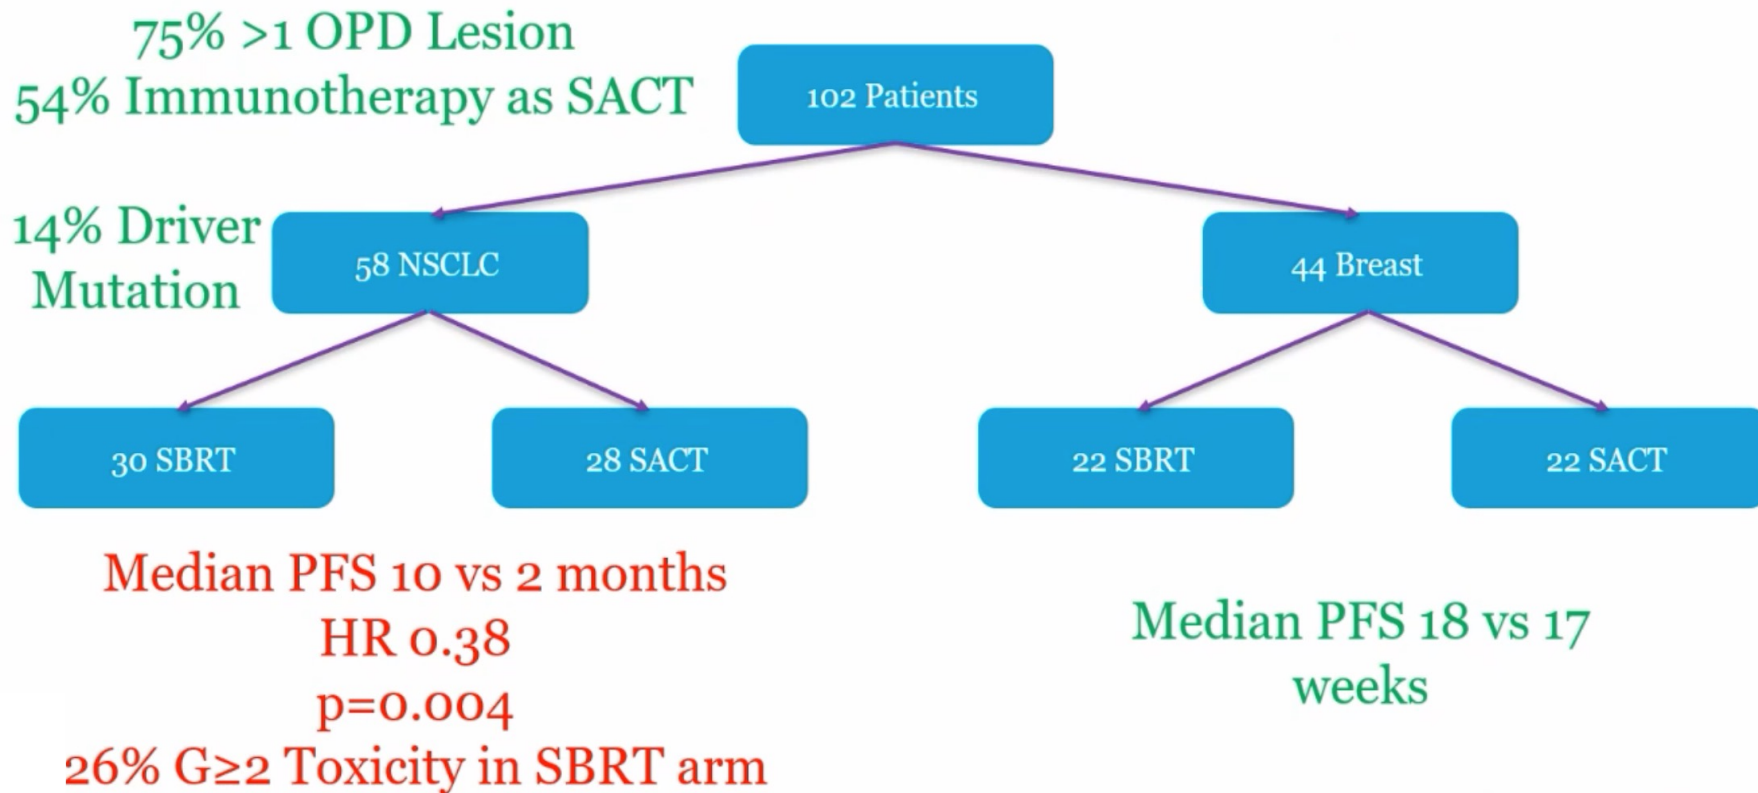 75% >1 OPD Lesion
54% Immunotherapy as SACT
102 Patients
14% Driver
Mutation
58 NSCLC
44 Breast
30 SBRT
28 SACT
22 SBRT
22 SACT
Median PFS 10 vs 2 months
HR 0.38
p=0.004
26% G≥2 Toxicity in SBRT arm
Median PFS 18 vs 17
weeks